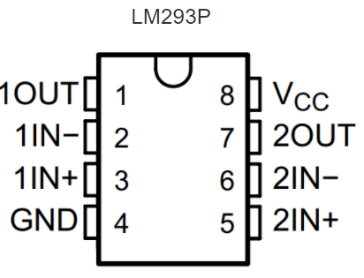 LM293P
1OUT 1 8 VCC
1IN− 2 7 2OUT
1IN+ 3 6 2IN−
GND 4 5 2IN+